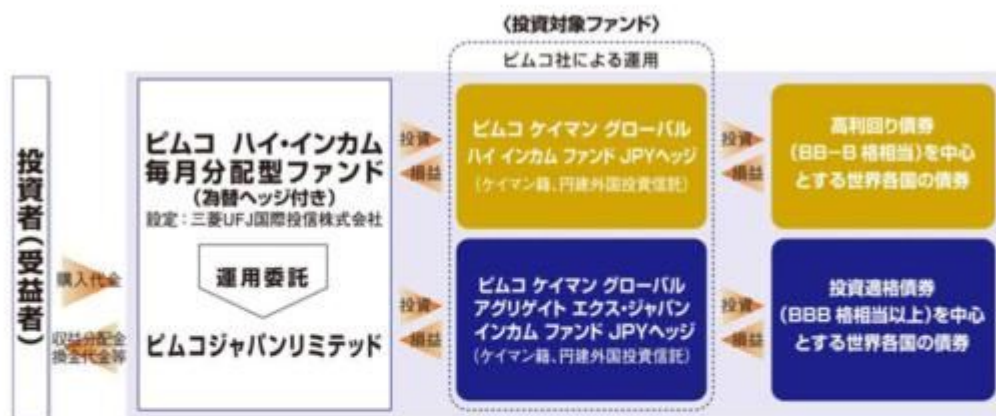 〈投資対象ファンド〉
ピムコ社による運用
投資者(受益者)
購入代金
収益分配金
換金代金等
ピムコ ハイ・インカム
毎月分配型ファンド
(為替ヘッジ付き)
設定:三菱UFJ国際投信株式会社
運用委託
ピムコジャパンリミテッド
投資
損益
ピムコ ケイマン グローバル
ハイ インカム ファンド JPYヘッジ
(ケイマン籍、円建外国投資信託)
投資
損益
高利回り債券
(BB−B 格相当)を中心
とする世界各国の債券
投資
損益
ピムコ ケイマン グローバル
アグリゲイト エクス・ジャパン
インカム ファンド JPYヘッジ
(ケイマン籍、円建外国投資信託)
投資
損益
投資適格債券
(BBB 格相当以上)を中心
とする世界各国の債券